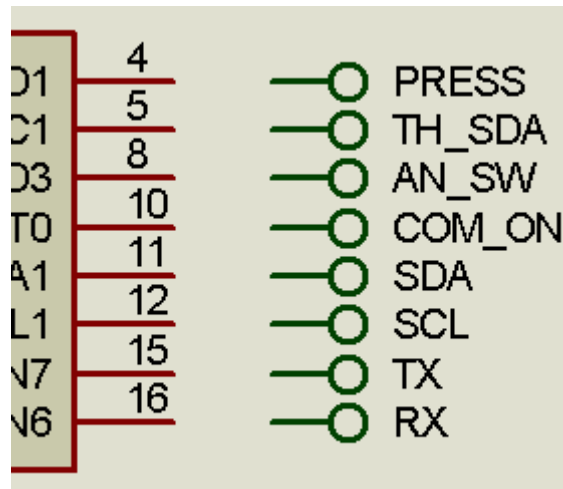 D1 4 PRESS
C1 5 TH_SDA
D3 8 AN_SW
T0 10 COM_ON
A1 11 SDA
L1 12 SCL
N7 15 TX
N6 16 RX